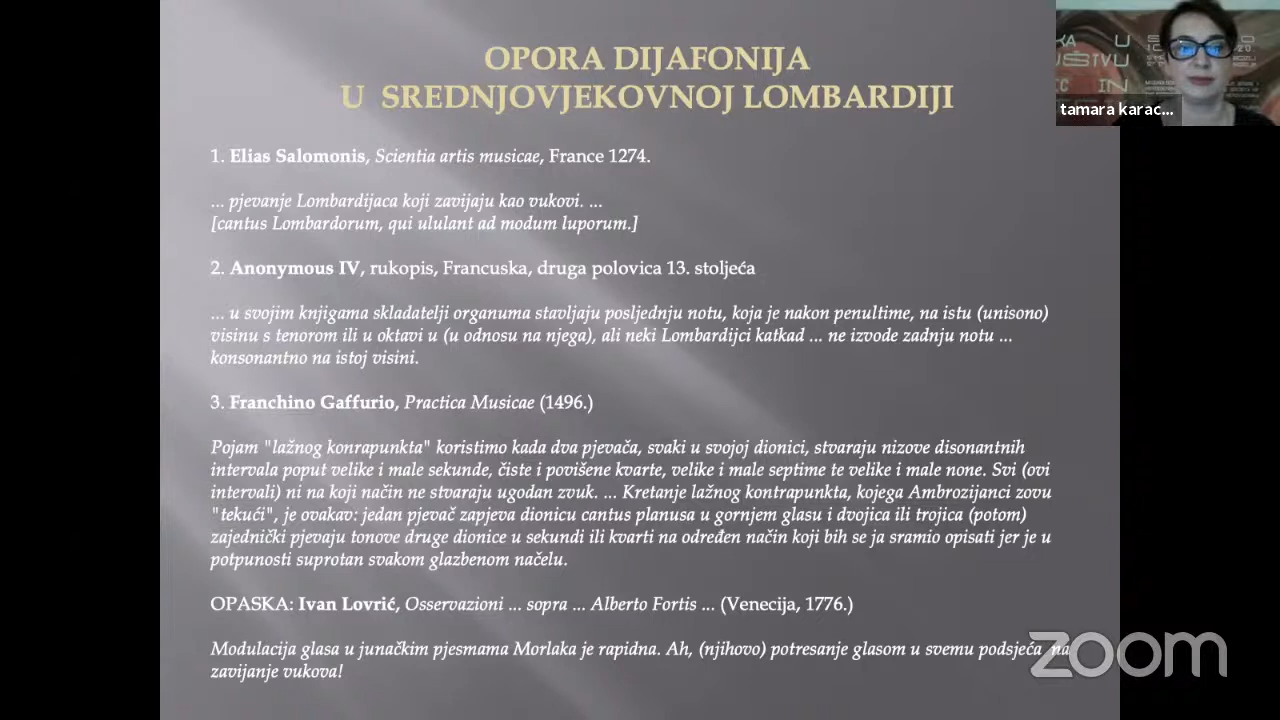 OPORA DIJAFONIJA
U SREDNJOVJEKOVNOJ LOMBARDIJI
1. Elias Salomonis, Scientia artis musicae, France 1274.
... pjevanje Lombardijaca koji zavijaju kao vukovi. ...
[cantus Lombardorum, qui ululant ad modum luporum.]
2. Anonymous IV, rukopis, Francuska, druga polovica 13. stoljeća
... u svojim knjigama skladatelji organuma stavljaju posljednju notu, koja je nakon penultime, na istu (unisono)
visinu s tenorom ili u oktavi u (u odnosu na njega), ali neki Lombardijci katkad ... ne izvode zadnju notu ...
konsonantno na istoj visini.
3. Franchino Gaffurio, Practica Musicae (1496.)
Pojam "lažnog konrapunkta" koristimo kada dva pjevača, svaki u svojoj dionici, stvaraju nizove disonantnih
intervala poput velike i male sekunde, čiste i povišene kvarte, velike i male septime te velike i male none. Svi (ovi
intervali) ni na koji način ne stvaraju ugodan zvuk. ... Kretanje lažnog kontrapunkta, kojega Ambrozijanci zovu
"tekući", je ovakav: jedan pjevač zapjeva dionicu cantus planusa u gornjem glasu i dvojica ili trojica (potom)
zajednički pjevaju tonove druge dionice u sekundi ili kvarti na određen način koji bih se ja sramio opisati jer je u
potpunosti suprotan svakom glazbenom načelu.
OPASKA: Ivan Lovrić, Osservazioni ... sopra ... Alberto Fortis ... (Venecija, 1776.)
Modulacija glasa u junačkim pjesmama Morlaka je rapidna. Ah, (njihovo) potresanje glasom u svemu podsjeća na
zavijanje vukova!
tamara karac...
zoom